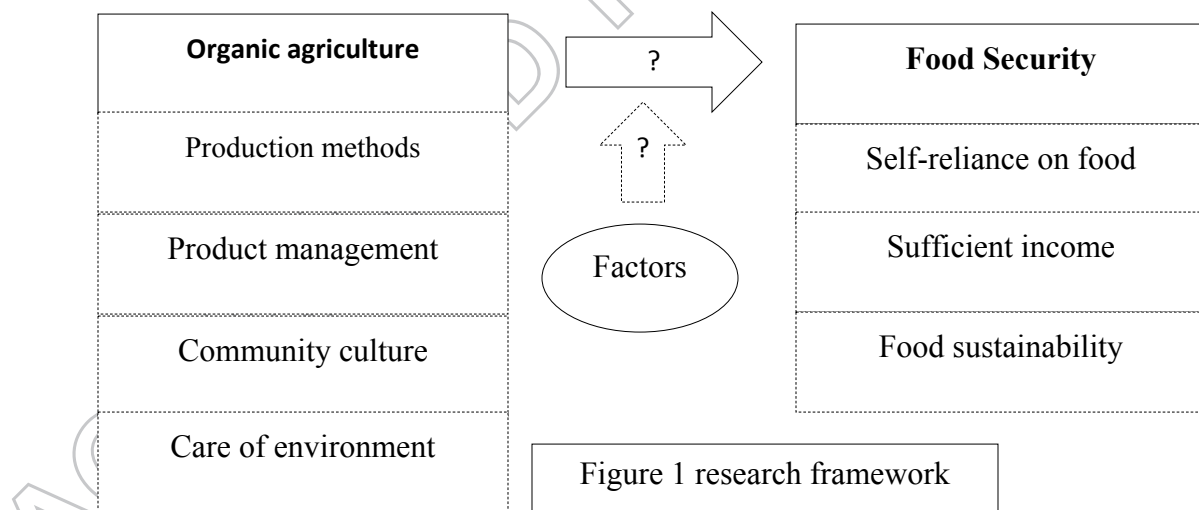 Organic agriculture
Production methods
Product management
Community culture
Care of environment
?
?
Factors
Food Security
Self-reliance on food
Sufficient income
Food sustainability
Figure 1 research framework